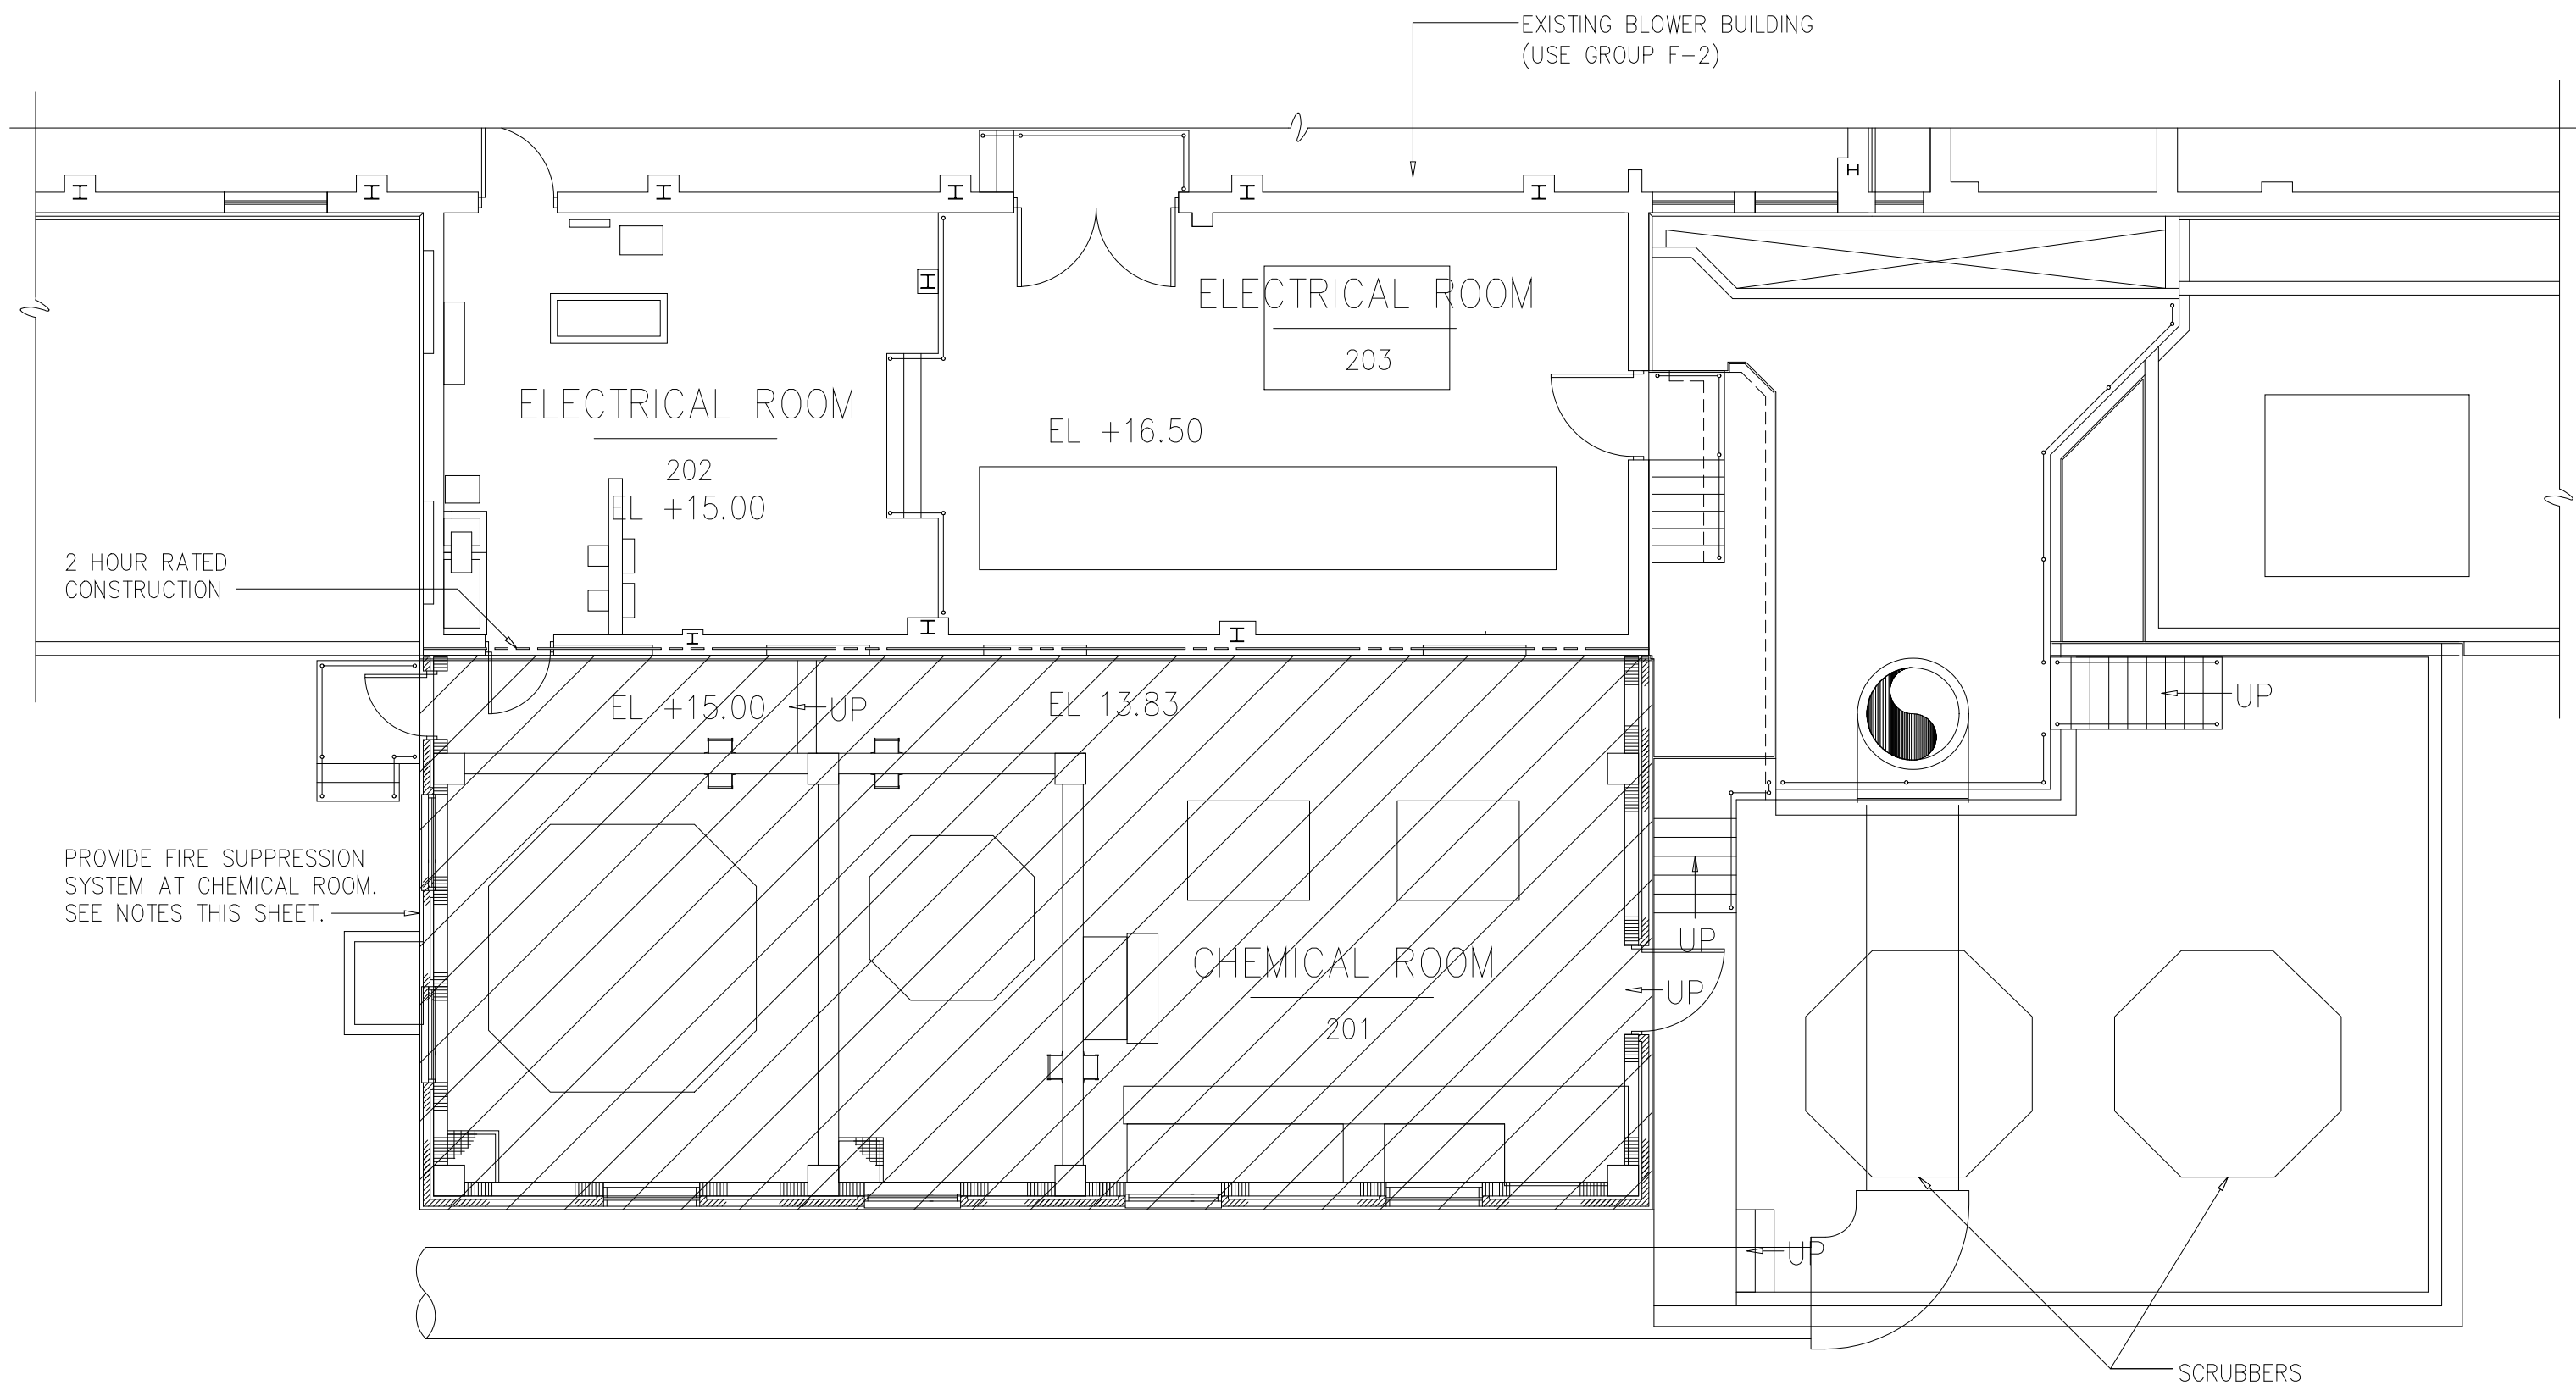 EXISTING BLOWER BUILDING
(USE GROUP F-2)
ELECTRICAL ROOM
203
ELECTRICAL ROOM
202
EL +15.00
EL +16.50
2 HOUR RATED
CONSTRUCTION
EL +15.00
UP
EL 13.83
UP
PROVIDE FIRE SUPPRESSION
SYSTEM AT CHEMICAL ROOM.
SEE NOTES THIS SHEET.
CHEMICAL ROOM
201
UP
UP
UP
SCRUBBERS